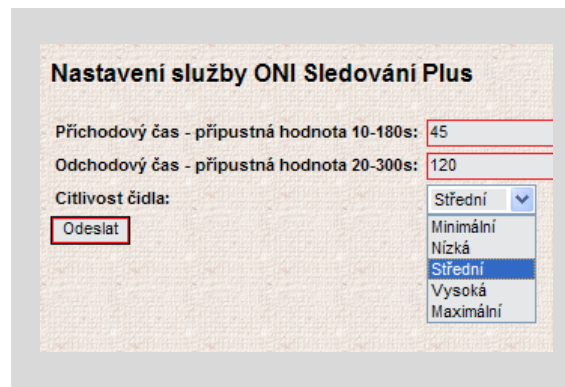 Nastavení služby ONI Sledování Plus
Příchodový čas - přípustná hodnota 10-180s: 45
Odchodový čas - přípustná hodnota 20-300s: 120
Citlivost čidla: Střední
Odeslat
Minimální
Nízká
Střední
Vysoká
Maximální